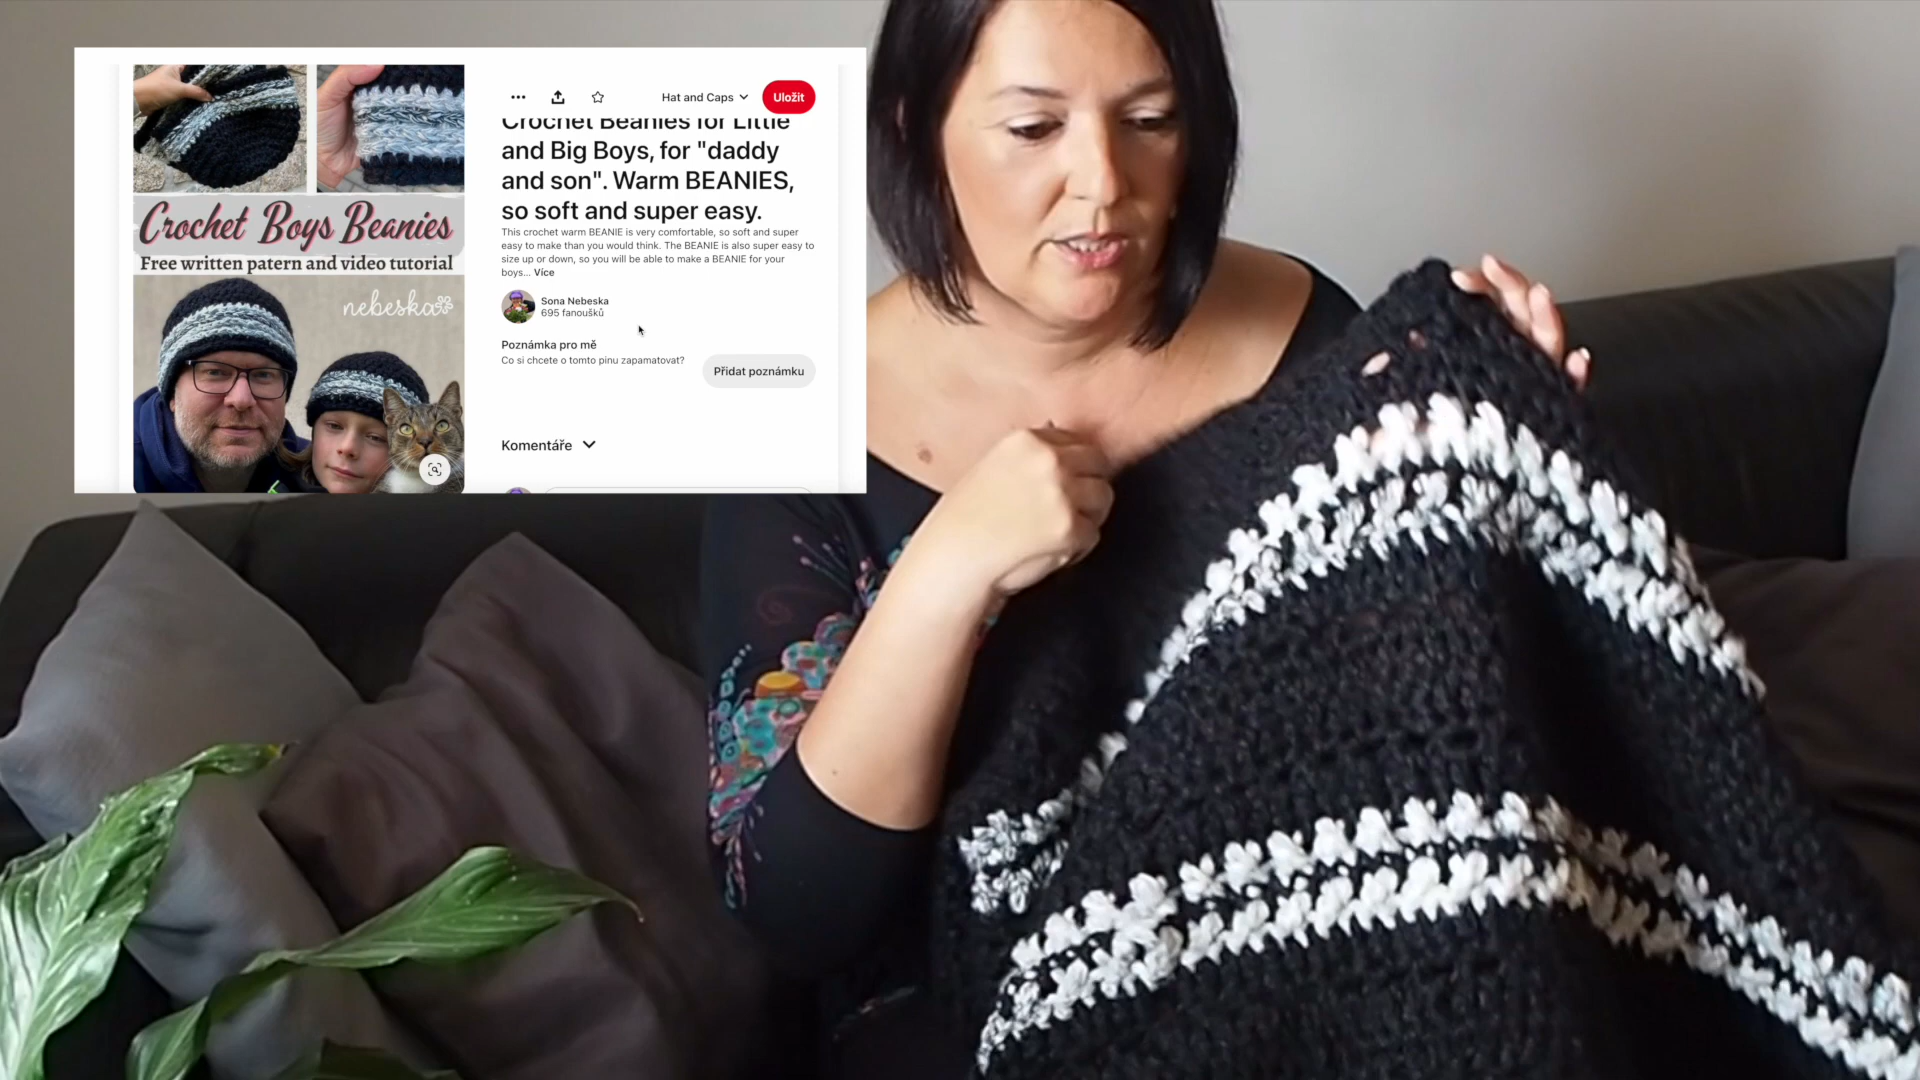 Hat and Caps
Uložit
Crochet Beanies for Little
and Big Boys, for "daddy
and son". Warm BEANIES,
so soft and super easy.
This crochet warm BEANIE is very comfortable, so soft and super
easy to make than you would think. The BEANIE is also super easy to
size up or down, so you will be able to make a BEANIE for your
boys... Více
Sona Nebeska
695 fanoušků
Poznámka pro mě
Co si chcete o tomto pinu zapamatovat?
Přidat poznámku
Komentáře
Crochet Boys Beanies
Free written patern and video tutorial
nebeska